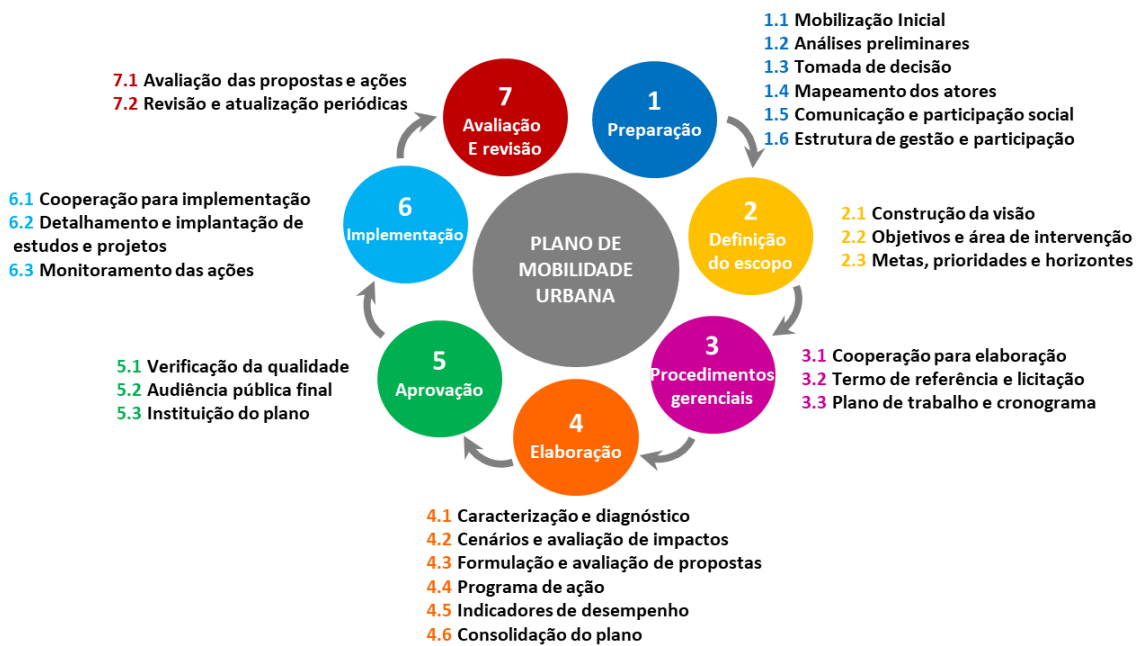 PLANO DE
MOBILIDADE
URBANA
1
Preparação
1.1 Mobilização Inicial
1.2 Análises preliminares
1.3 Tomada de decisão
1.4 Mapeamento dos atores
1.5 Comunicação e participação social
1.6 Estrutura de gestão e participação
2
Definição
do escopo
2.1 Construção da visão
2.2 Objetivos e área de intervenção
2.3 Metas, prioridades e horizontes
3
Procedimentos
gerenciais
3.1 Cooperação para elaboração
3.2 Termo de referência e licitação
3.3 Plano de trabalho e cronograma
4
Elaboração
4.1 Caracterização e diagnóstico
4.2 Cenários e avaliação de impactos
4.3 Formulação e avaliação de propostas
4.4 Programa de ação
4.5 Indicadores de desempenho
4.6 Consolidação do plano
5
Aprovação
5.1 Verificação da qualidade
5.2 Audiência pública final
5.3 Instituição do plano
6
Implementação
6.1 Cooperação para implementação
6.2 Detalhamento e implantação de
estudos e projetos
6.3 Monitoramento das ações
7
Avaliação
E revisão
7.1 Avaliação das propostas e ações
7.2 Revisão e atualização periódicas